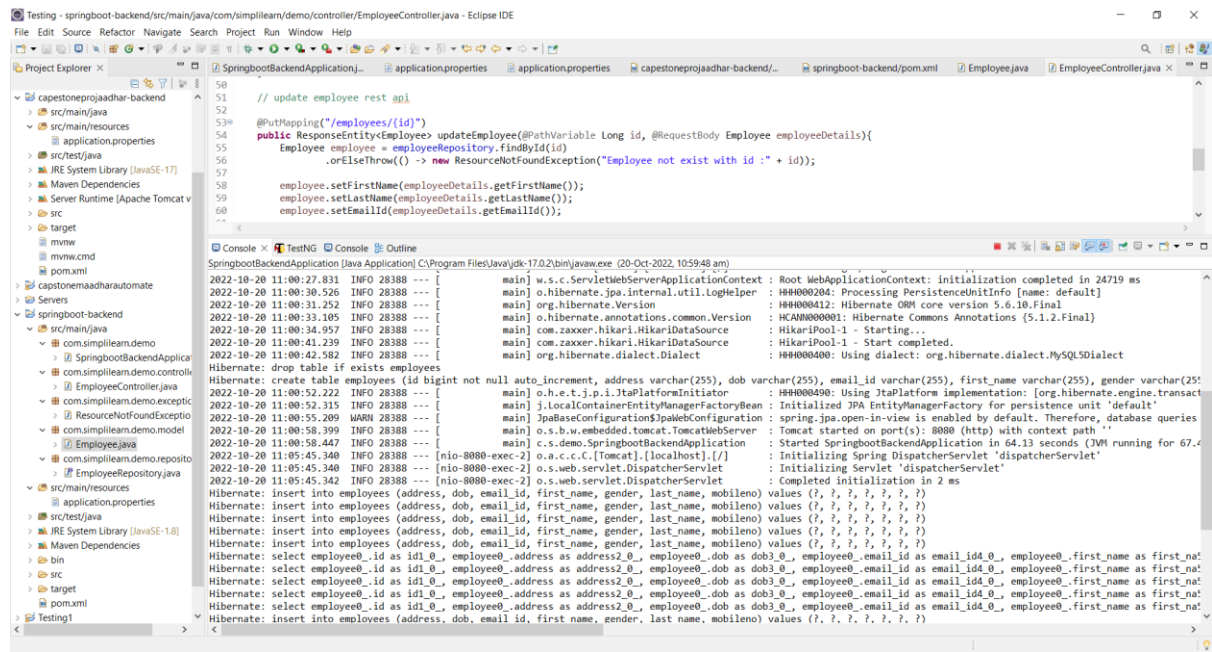 Testing - springboot-backend/src/main/java/com/simplilearn/demo/controller/EmployeeController.java - Eclipse IDE
File Edit Source Refactor Navigate Search Project Run Window Help
Project Explorer
SpringbootBackendApplication.j... application.properties application.properties capestoneprojaadhar-backend/... springboot-backend/pom.xml Employee.java EmployeeController.java
capestoneprojaadhar-backend
src/main/java
src/main/resources
application.properties
src/test/java
JRE System Library [JavaSE-17]
Maven Dependencies
Server Runtime [Apache Tomcat v
src
target
mvnw
mvnw.cmd
pom.xml
capstonemaadharautomate
Servers
springboot-backend
src/main/java
com.simplilearn.demo
SpringbootBackendApplicat
com.simplilearn.demo.controlle
EmployeeController.java
com.simplilearn.demo.exceptic
ResourceNotFoundExceptio
com.simplilearn.demo.model
Employee.java
com.simplilearn.demo.reposito
EmployeeRepository.java
src/main/resources
application.properties
src/test/java
JRE System Library [JavaSE-1.8]
Maven Dependencies
bin
src
target
pom.xml
Testing1
50
51 // update employee rest api
52
53 @PutMapping("/employees/{id}")
54 public ResponseEntity<Employee> updateEmployee(@PathVariable Long id, @RequestBody Employee employeeDetails){
55 Employee employee = employeeRepository.findById(id)
56 .orElseThrow(() -> new ResourceNotFoundException("Employee not exist with id :" + id));
57
58 employee.setFirstName(employeeDetails.getFirstName());
59 employee.setLastName(employeeDetails.getLastName());
60 employee.setEmailId(employeeDetails.getEmailId());
Console TestNG Console Outline
SpringbootBackendApplication [Java Application] C:\Program Files\Java\jdk-17.0.2\bin\javaw.exe (20-Oct-2022, 10:59:48 am)
2022-10-20 11:00:27.831 INFO 28388 --- [ main] w.s.c.ServletWebServerApplicationContext : Root WebApplicationContext: initialization completed in 24719 ms
2022-10-20 11:00:30.526 INFO 28388 --- [ main] o.hibernate.jpa.internal.util.LogHelper : HHH000204: Processing PersistenceUnitInfo [name: default]
2022-10-20 11:00:31.252 INFO 28388 --- [ main] org.hibernate.Version : HHH000412: Hibernate ORM core version 5.6.10.Final
2022-10-20 11:00:33.105 INFO 28388 --- [ main] o.hibernate.annotations.common.Version : HCANN000001: Hibernate Commons Annotations {5.1.2.Final}
2022-10-20 11:00:34.957 INFO 28388 --- [ main] com.zaxxer.hikari.HikariDataSource : HikariPool-1 - Starting...
2022-10-20 11:00:41.239 INFO 28388 --- [ main] com.zaxxer.hikari.HikariDataSource : HikariPool-1 - Start completed.
2022-10-20 11:00:42.582 INFO 28388 --- [ main] org.hibernate.dialect.Dialect : HHH000400: Using dialect: org.hibernate.dialect.MySQL5Dialect
Hibernate: drop table if exists employees
Hibernate: create table employees (id bigint not null auto_increment, address varchar(255), dob varchar(255), email_id varchar(255), first_name varchar(255), gender varchar(255
2022-10-20 11:00:52.222 INFO 28388 --- [ main] o.h.e.t.j.p.i.JtaPlatformInitiator : HHH000490: Using JtaPlatform implementation: [org.hibernate.engine.transact
2022-10-20 11:00:52.315 INFO 28388 --- [ main] j.LocalContainerEntityManagerFactoryBean : Initialized JPA EntityManagerFactory for persistence unit 'default'
2022-10-20 11:00:55.209 WARN 28388 --- [ main] JpaBaseConfiguration$JpaWebConfiguration : spring.jpa.open-in-view is enabled by default. Therefore, database queries
2022-10-20 11:00:58.399 INFO 28388 --- [ main] o.s.b.w.embedded.tomcat.TomcatWebServer : Tomcat started on port(s): 8080 (http) with context path ''
2022-10-20 11:00:58.447 INFO 28388 --- [ main] c.s.demo.SpringbootBackendApplication : Started SpringbootBackendApplication in 64.13 seconds (JVM running for 67.4
2022-10-20 11:05:45.340 INFO 28388 --- [nio-8080-exec-2] o.a.c.c.C.[Tomcat].[localhost].[/] : Initializing Spring DispatcherServlet 'dispatcherServlet'
2022-10-20 11:05:45.340 INFO 28388 --- [nio-8080-exec-2] o.s.web.servlet.DispatcherServlet : Initializing Servlet 'dispatcherServlet'
2022-10-20 11:05:45.342 INFO 28388 --- [nio-8080-exec-2] o.s.web.servlet.DispatcherServlet : Completed initialization in 2 ms
Hibernate: insert into employees (address, dob, email_id, first_name, gender, last_name, mobileno) values (?, ?, ?, ?, ?, ?, ?)
Hibernate: insert into employees (address, dob, email_id, first_name, gender, last_name, mobileno) values (?, ?, ?, ?, ?, ?, ?)
Hibernate: insert into employees (address, dob, email_id, first_name, gender, last_name, mobileno) values (?, ?, ?, ?, ?, ?, ?)
Hibernate: insert into employees (address, dob, email_id, first_name, gender, last_name, mobileno) values (?, ?, ?, ?, ?, ?, ?)
Hibernate: insert into employees (address, dob, email_id, first_name, gender, last_name, mobileno) values (?, ?, ?, ?, ?, ?, ?)
Hibernate: select employee0_.id as id1_0_, employee0_.address as address2_0_, employee0_.dob as dob3_0_, employee0_.email_id as email_id4_0_, employee0_.first_name as first_na5
Hibernate: select employee0_.id as id1_0_, employee0_.address as address2_0_, employee0_.dob as dob3_0_, employee0_.email_id as email_id4_0_, employee0_.first_name as first_na5
Hibernate: select employee0_.id as id1_0_, employee0_.address as address2_0_, employee0_.dob as dob3_0_, employee0_.email_id as email_id4_0_, employee0_.first_name as first_na5
Hibernate: select employee0_.id as id1_0_, employee0_.address as address2_0_, employee0_.dob as dob3_0_, employee0_.email_id as email_id4_0_, employee0_.first_name as first_na5
Hibernate: select employee0_.id as id1_0_, employee0_.address as address2_0_, employee0_.dob as dob3_0_, employee0_.email_id as email_id4_0_, employee0_.first_name as first_na5
Hibernate: insert into employees (address, dob, email_id, first_name, gender, last_name, mobileno) values (?, ?, ?, ?, ?, ?, ?)